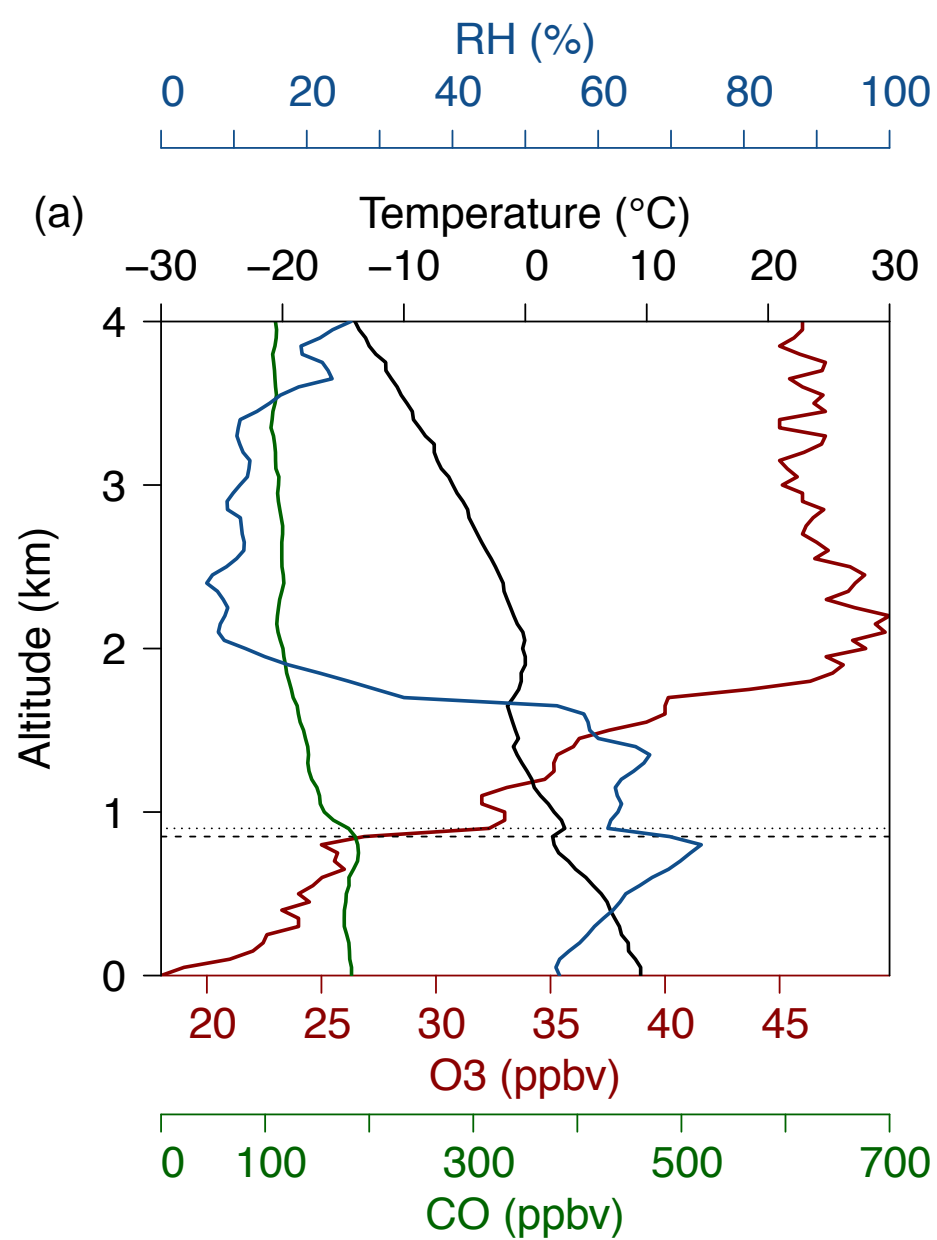 RH (%)
0 20 40 60 80 100
(a)
Temperature (°C)
−30 −20 −10 0 10 20 30
4
3
2
1
0
Altitude (km)
20 25 30 35 40 45
O3 (ppbv)
0 100 300 500 700
CO (ppbv)